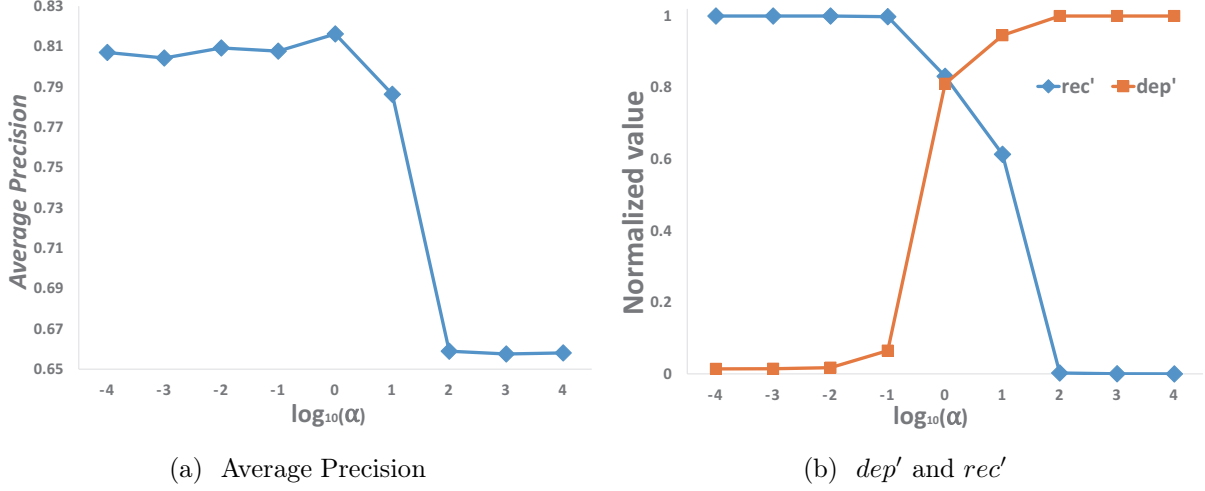 0.83
0.81
0.79
0.77
0.75
0.73
0.71
0.69
0.67
0.65
Average Precision
-4 -3 -2 -1 0 1 2 3 4
log₁₀(α)
(a) Average Precision
1
0.8
0.6
0.4
0.2
0
Normalized value
rec' dep'
-4 -3 -2 -1 0 1 2 3 4
log₁₀(α)
(b) dep′ and rec′